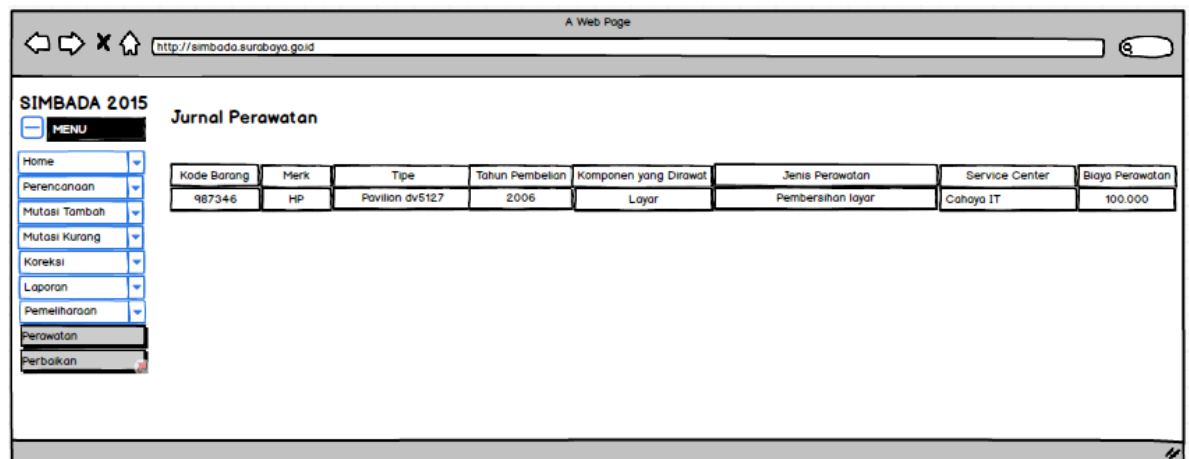 A Web Page
http://simbada.surabaya.go.id
SIMBADA 2015
MENU
Home
Perencanaan
Mutasi Tambah
Mutasi Kurang
Koreksi
Laporan
Pemeliharaan
Perawatan
Perbaikan
Jurnal Perawatan
Kode Barang Merk Tipe Tahun Pembelian Komponen yang Dirawat Jenis Perawatan Service Center Biaya Perawatan
987346 HP Pavilion dv5127 2006 Layar Pembersihan layar Cahaya IT 100.000